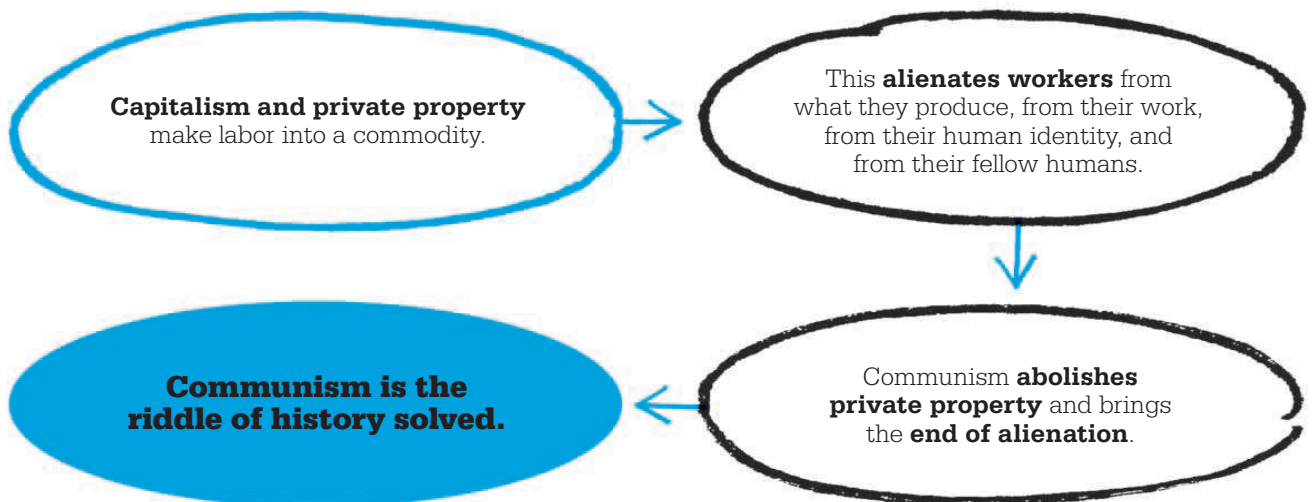 Capitalism and private property
make labor into a commodity.
This alienates workers from
what they produce, from their work,
from their human identity, and
from their fellow humans.
Communism abolishes
private property and brings
the end of alienation.
Communism is the
riddle of history solved.